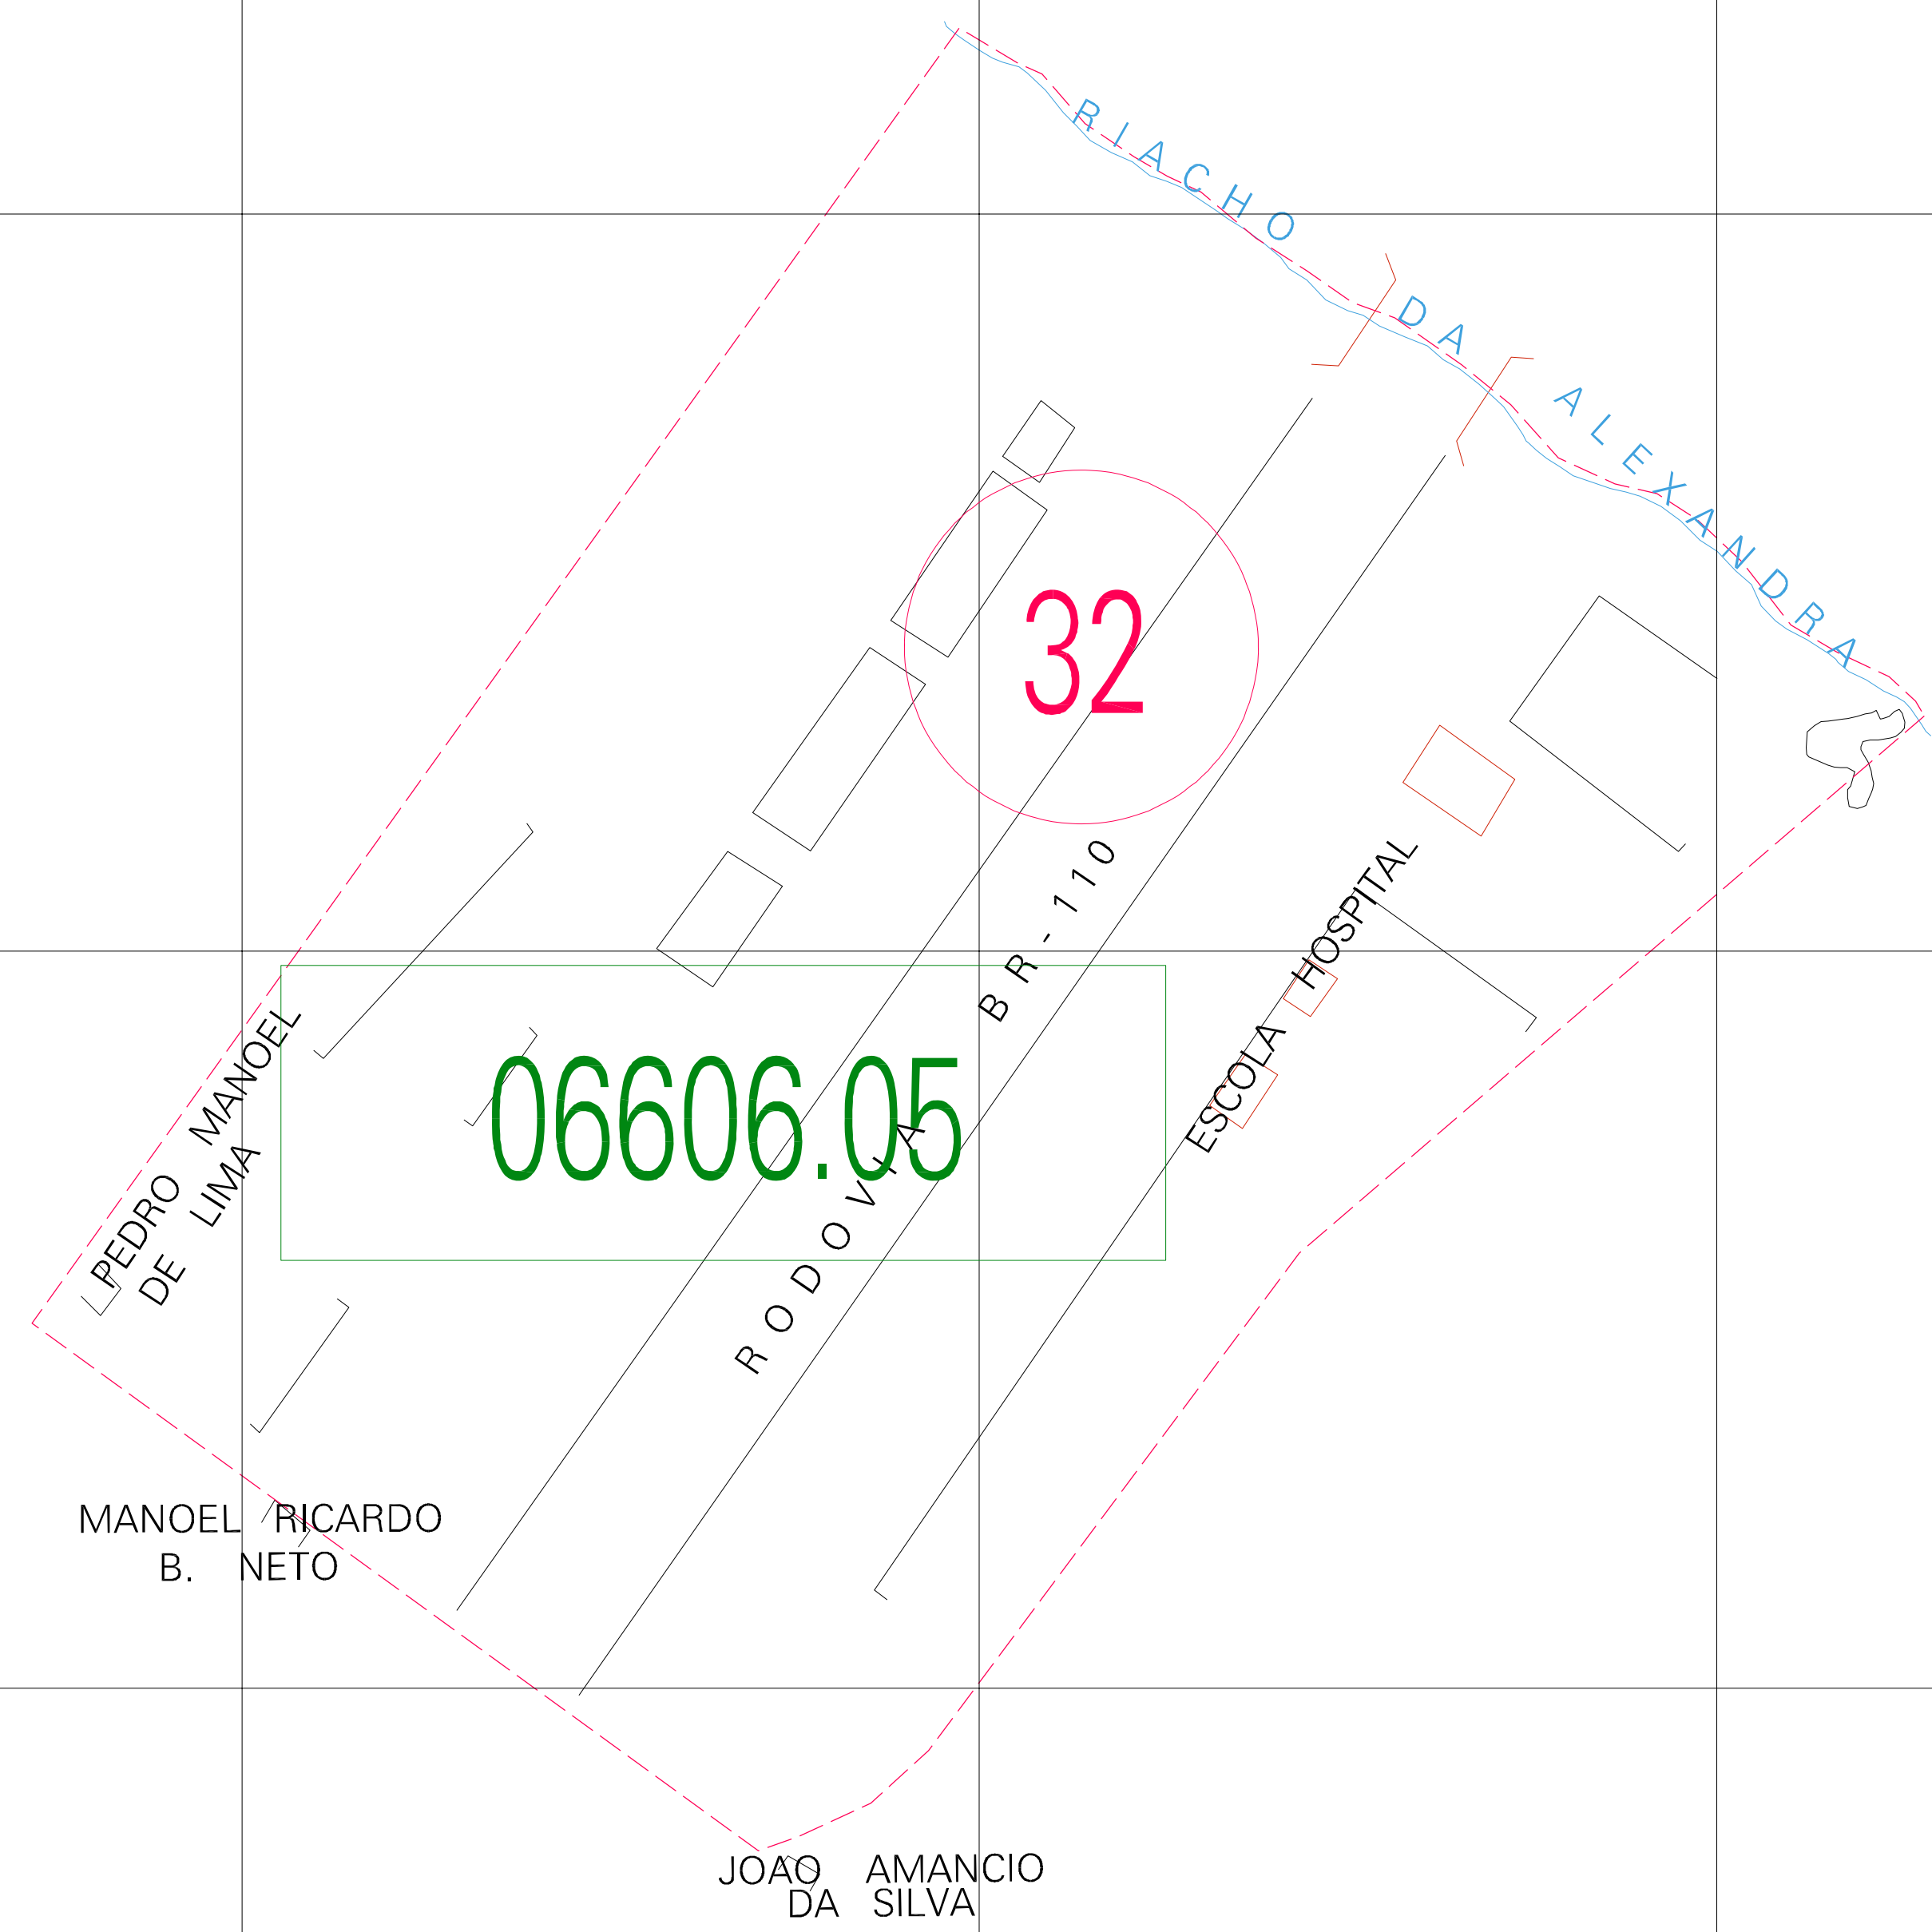 RIACHO DA ALEXANDRA
32
RODOVIA BR-110
ESCOLA HOSPITAL
06606.05
PEDRO MANOEL
DE LIMA
MANOEL RICARDO
B. NETO
JOAO AMANCIO
DA SILVA